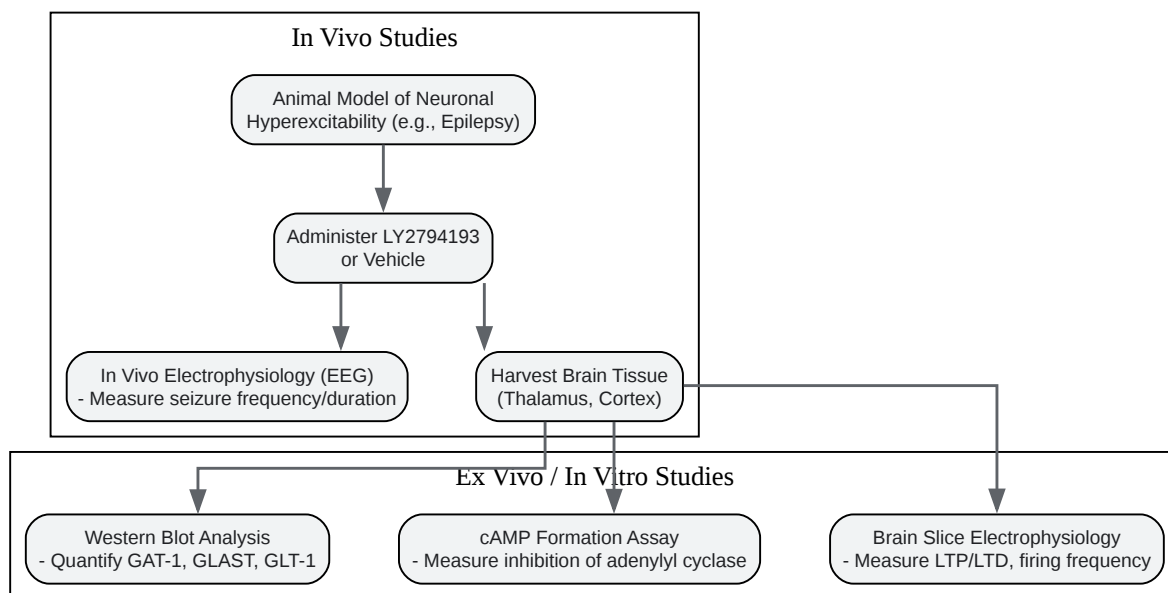 In Vivo Studies
Animal Model of Neuronal
Hyperexcitability (e.g., Epilepsy)
Administer LY2794193
or Vehicle
In Vivo Electrophysiology (EEG)
- Measure seizure frequency/duration
Harvest Brain Tissue
(Thalamus, Cortex)
Ex Vivo / In Vitro Studies
Western Blot Analysis
- Quantify GAT-1, GLAST, GLT-1
cAMP Formation Assay
- Measure inhibition of adenylyl cyclase
Brain Slice Electrophysiology
- Measure LTP/LTD, firing frequency